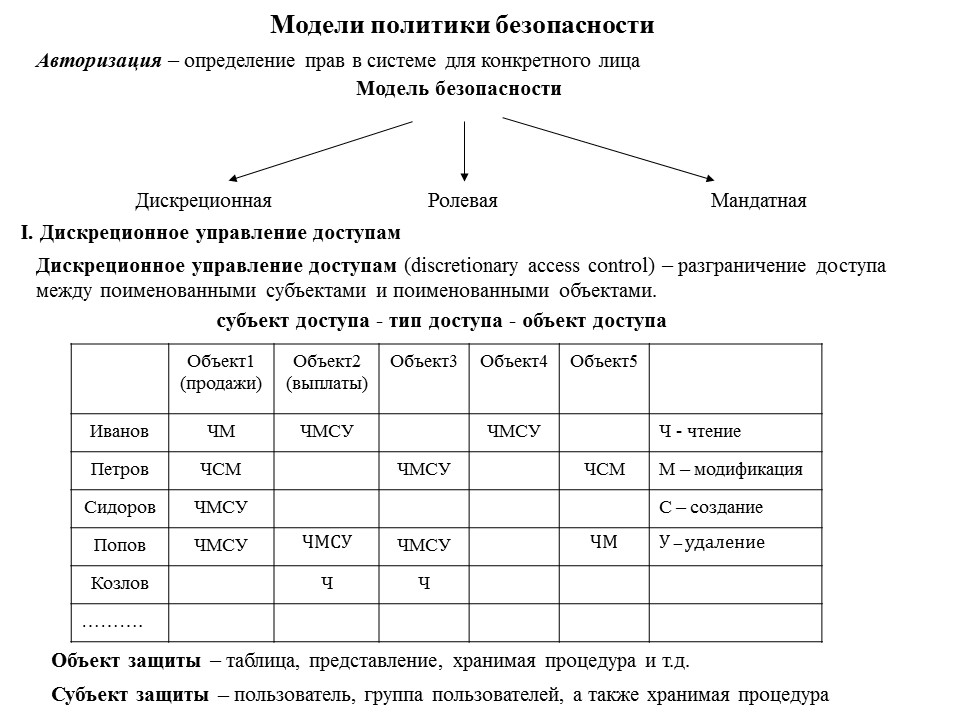 Модели политики безопасности
Авторизация – определение прав в системе для конкретного лица
Модель безопасности
Дискреционная Ролевая Мандатная
I. Дискреционное управление доступам
Дискреционное управление доступам (discretionary access control) – разграничение доступа
между поименованными субъектами и поименованными объектами.
субъект доступа - тип доступа - объект доступа
Объект1 Объект2 Объект3 Объект4 Объект5
(продажи) (выплаты)
Иванов ЧМ ЧМСУ ЧМСУ Ч - чтение
Петров ЧСМ ЧМСУ ЧСМ М – модификация
Сидоров ЧМСУ С – создание
Попов ЧМСУ ЧМСУ ЧМСУ ЧМ У – удаление
Козлов Ч Ч
……….
Объект защиты – таблица, представление, хранимая процедура и т.д.
Субъект защиты – пользователь, группа пользователей, а также хранимая процедура